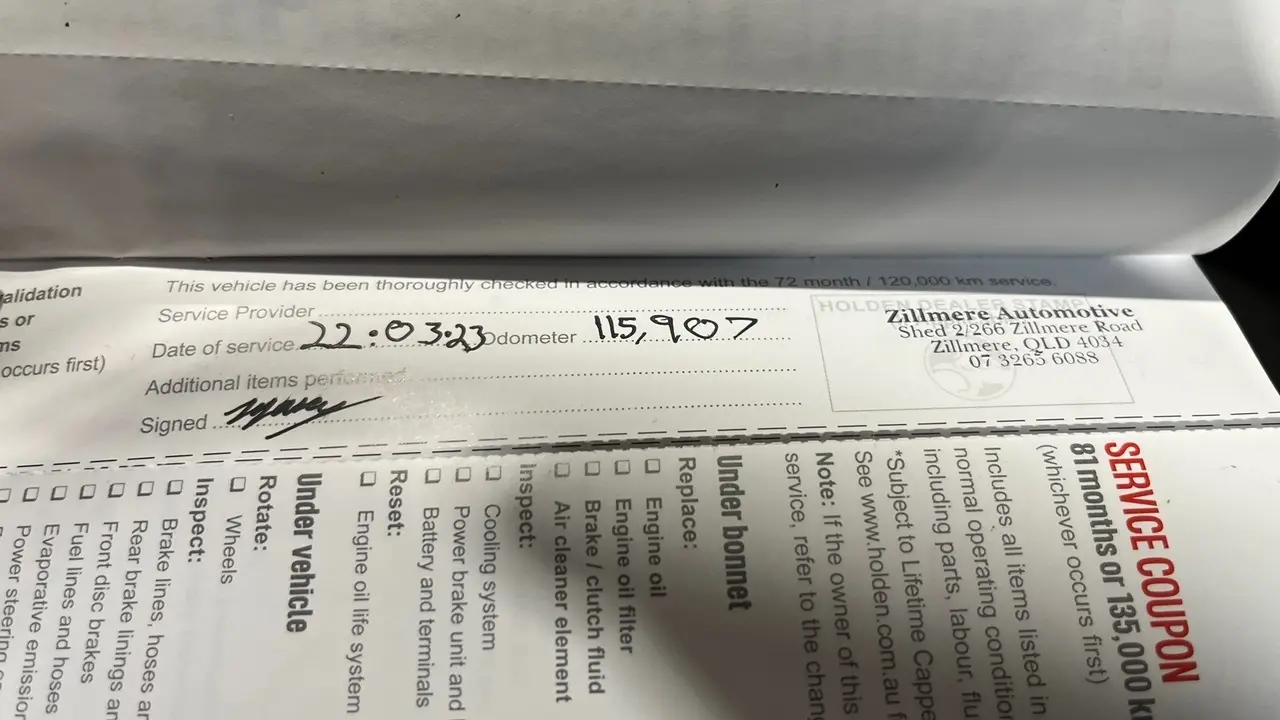 This vehicle has been thoroughly checked in accordance with the 72 month / 120,000 km service.
Service Provider
Date of service 22:03:23 Odometer 115,907
Additional items performed
Signed
HOLDEN DEALER STAMP
Zillmere Automotive
Shed 2/266 Zillmere Road
Zillmere, QLD 4034
07 3265 6088
alidation
s or
ms
occurs first)
SERVICE COUPON
81months or 135,000 k
(whichever occurs first)
Includes all items listed in
normal operating condition
including parts, labour, flu
*Subject to Lifetime Cappe
See www.holden.com.au f
Note: If the owner of this
service, refer to the chan
Under bonnet
Replace:
Engine oil
Engine oil filter
Brake / clutch fluid
Air cleaner element
Inspect:
Cooling system
Power brake unit and
Battery and terminals
Reset:
Engine oil life system
Under vehicle
Rotate:
Wheels
Inspect:
Brake lines, hoses ar
Rear brake linings an
Front disc brakes
Fuel lines and hoses
Evaporative emission
Power steering